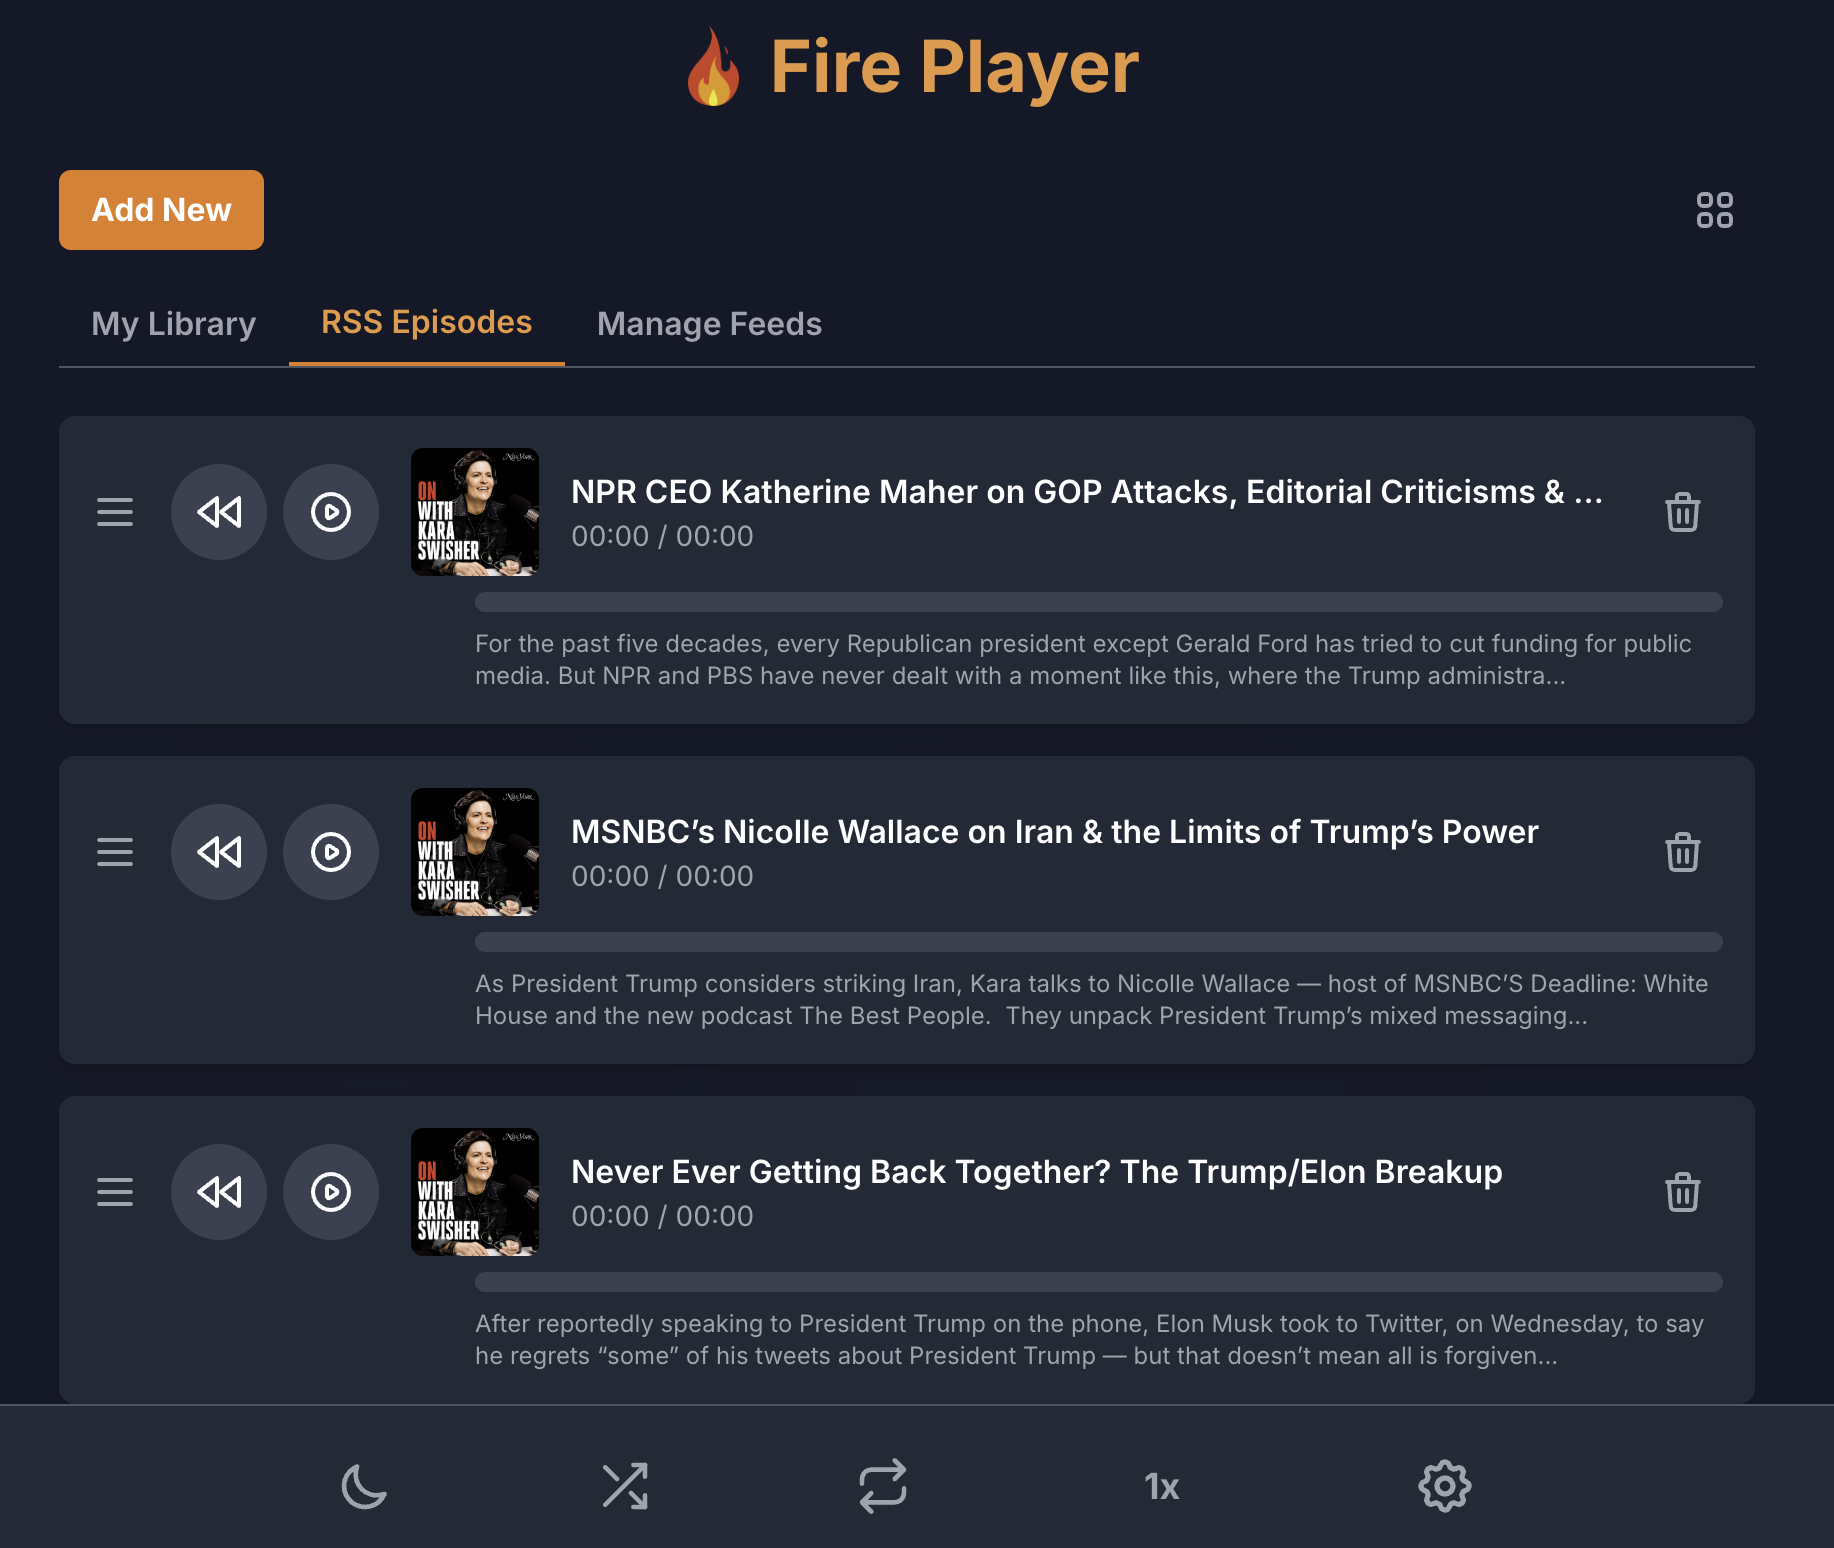 Fire Player
Add New
My Library
RSS Episodes
Manage Feeds
ON
WITH
KARA
SWISHER
NPR CEO Katherine Maher on GOP Attacks, Editorial Criticisms & ...
00:00 / 00:00
For the past five decades, every Republican president except Gerald Ford has tried to cut funding for public
media. But NPR and PBS have never dealt with a moment like this, where the Trump administra...
ON
WITH
KARA
SWISHER
MSNBC’s Nicolle Wallace on Iran & the Limits of Trump’s Power
00:00 / 00:00
As President Trump considers striking Iran, Kara talks to Nicolle Wallace — host of MSNBC’S Deadline: White
House and the new podcast The Best People.  They unpack President Trump’s mixed messaging...
ON
WITH
KARA
SWISHER
Never Ever Getting Back Together? The Trump/Elon Breakup
00:00 / 00:00
After reportedly speaking to President Trump on the phone, Elon Musk took to Twitter, on Wednesday, to say
he regrets “some” of his tweets about President Trump — but that doesn’t mean all is forgiven...
1x